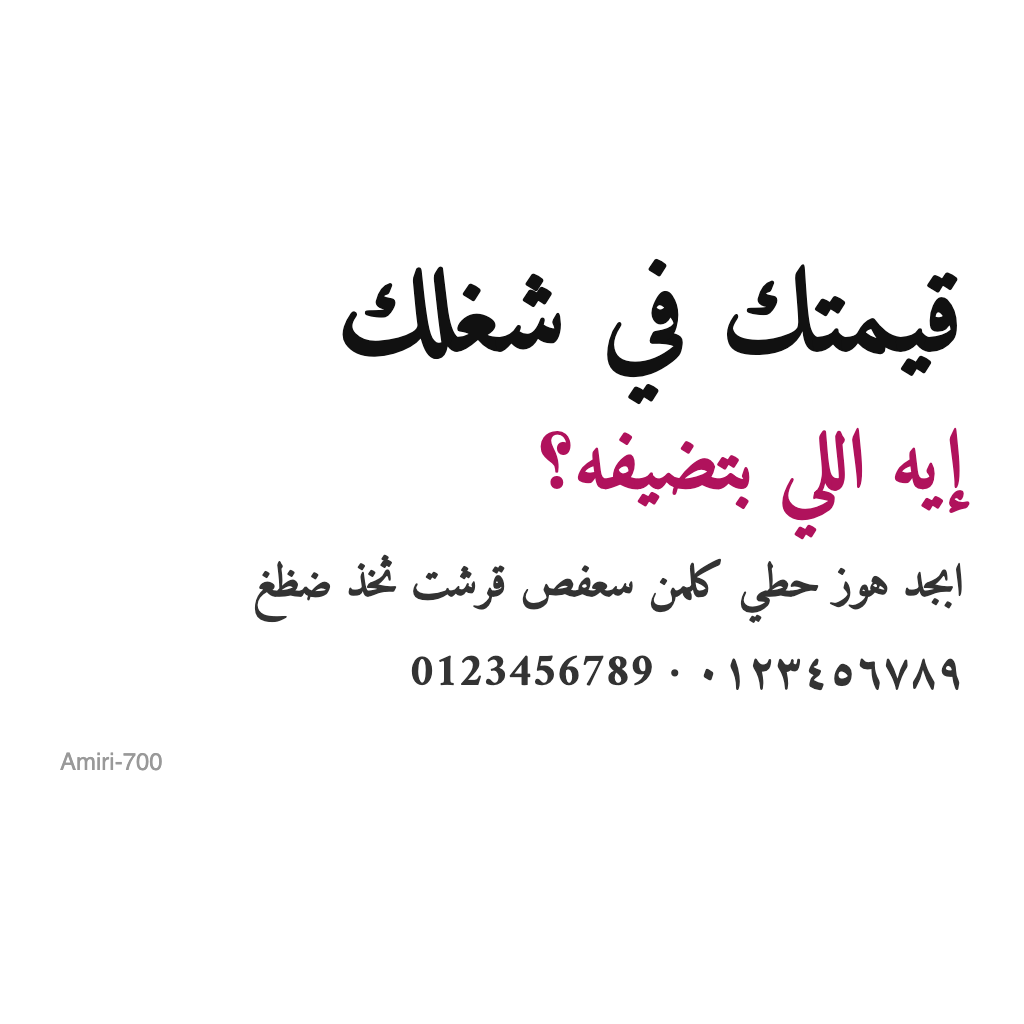 قيمتك في شغلك
إيه اللي بتضيفه؟
ابجد هوز حطي كلمن سعفص قرشت ثخذ ضظغ
٠١٢٣٤٥٦٧٨٩ · 0123456789
Amiri-700